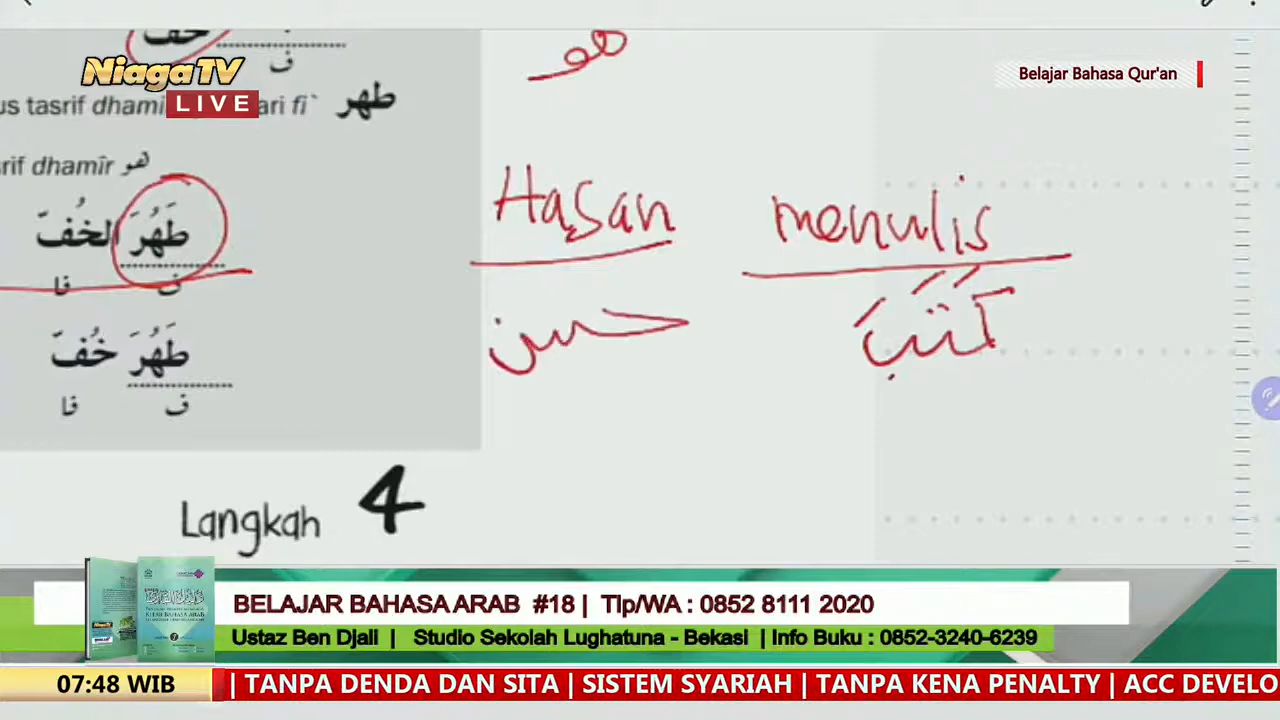 خف
ف
هو
NiagaTV
LIVE
Belajar Bahasa Qur'an
us tasrif dhami ari fi` طهر
rif dhamîr هو
طَهُرَ الخُفّ
ف فا
Hasan menulis
حسن كَتَبَ
طَهُرَ خُفّ
ف فا
Langkah 4
BELAJAR BAHASA ARAB #18 | Tlp/WA : 0852 8111 2020
Ustaz Ben Djali | Studio Sekolah Lughatuna - Bekasi | Info Buku : 0852-3240-6239
07:48 WIB | TANPA DENDA DAN SITA | SISTEM SYARIAH | TANPA KENA PENALTY | ACC DEVELO